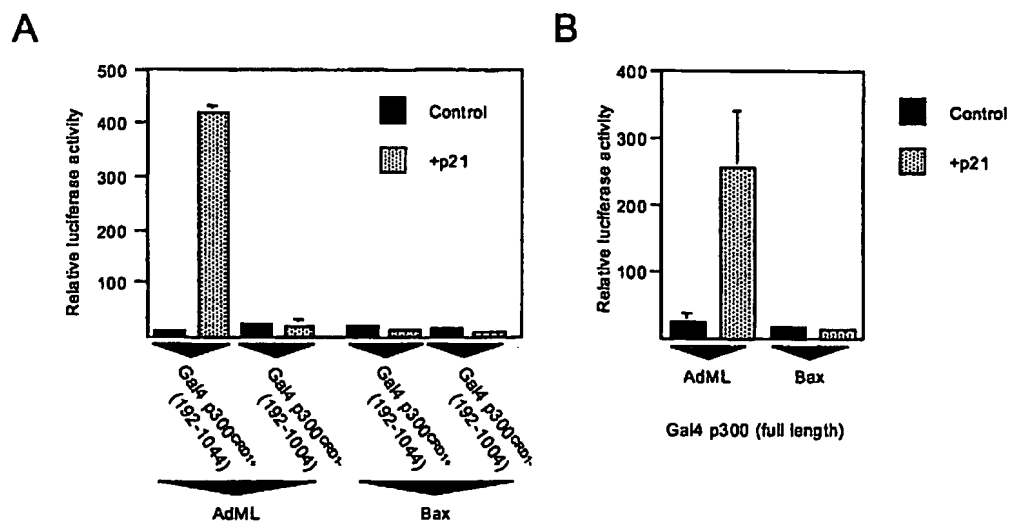 A
B
Relative luciferase activity
500
400
300
200
100
Control
+p21
Gal4 p300CRD1+
(192-1044)
Gal4 p300CRD1-
(192-1004)
Gal4 p300CRD1+
(192-1044)
Gal4 p300CRD1-
(192-1004)
AdML
Bax
Relative luciferase activity
400
300
200
100
Control
+p21
AdML
Bax
Gal4 p300 (full length)